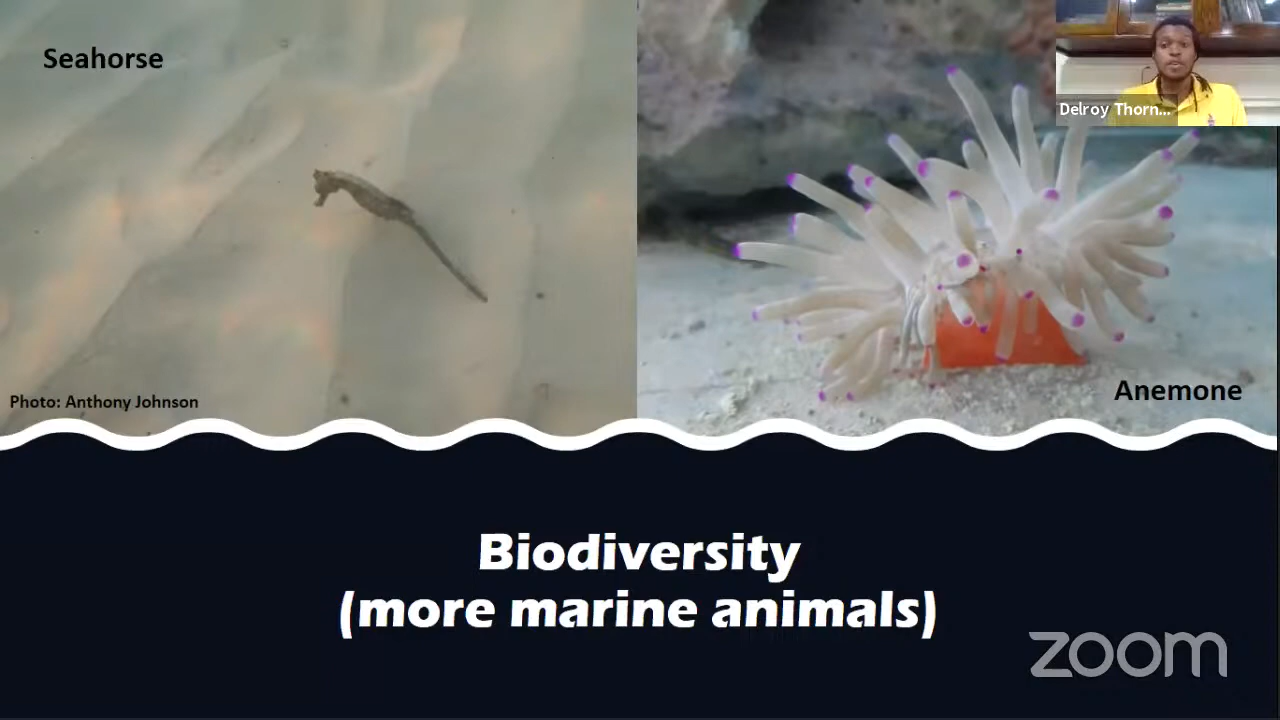 Seahorse
Delroy Thorn...
Photo: Anthony Johnson
Anemone
Biodiversity
(more marine animals)
zoom